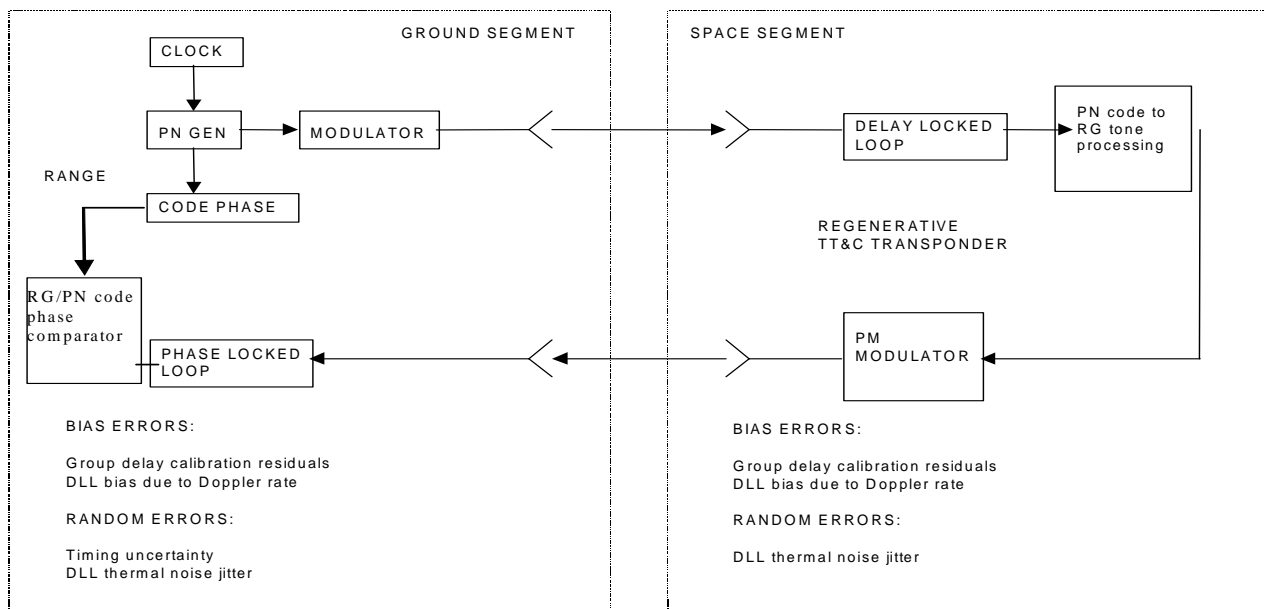 GROUND SEGMENT
CLOCK
PN GEN
MODULATOR
RANGE
CODE PHASE
RG/PN code
phase
comparator
PHASE LOCKED
LOOP
BIAS ERRORS:
Group delay calibration residuals
DLL bias due to Doppler rate
RANDOM ERRORS:
Timing uncertainty
DLL thermal noise jitter
SPACE SEGMENT
DELAY LOCKED
LOOP
PN code to
RG tone
processing
REGENERATIVE
TT&C TRANSPONDER
PM
MODULATOR
BIAS ERRORS:
Group delay calibration residuals
DLL bias due to Doppler rate
RANDOM ERRORS:
DLL thermal noise jitter